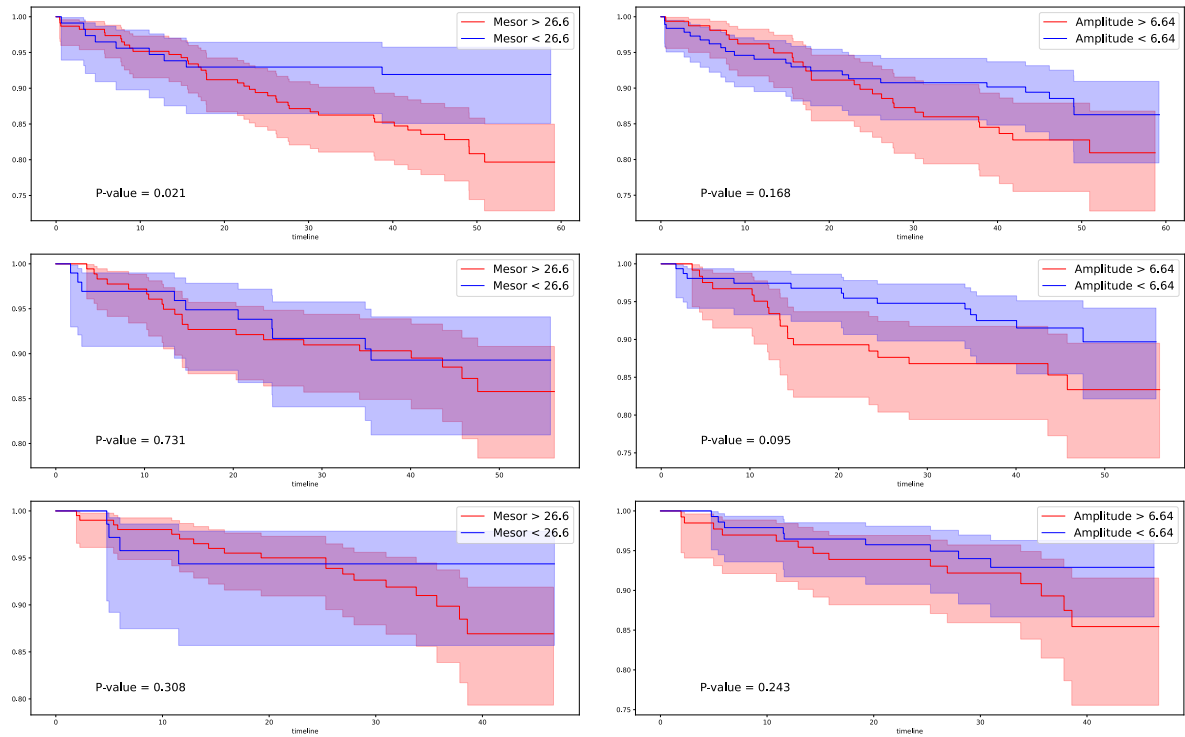 1.00
0.95
0.90
0.85
0.80
0.75
Mesor > 26.6
Mesor < 26.6
P-value = 0.021
0 10 20 30 40 50 60
timeline
1.00
0.95
0.90
0.85
0.80
0.75
Amplitude > 6.64
Amplitude < 6.64
P-value = 0.168
0 10 20 30 40 50 60
timeline
1.00
0.95
0.90
0.85
0.80
Mesor > 26.6
Mesor < 26.6
P-value = 0.731
0 10 20 30 40 50
timeline
1.00
0.95
0.90
0.85
0.80
0.75
Amplitude > 6.64
Amplitude < 6.64
P-value = 0.095
0 10 20 30 40 50
timeline
1.00
0.95
0.90
0.85
0.80
Mesor > 26.6
Mesor < 26.6
P-value = 0.308
0 10 20 30 40
timeline
1.00
0.95
0.90
0.85
0.80
0.75
Amplitude > 6.64
Amplitude < 6.64
P-value = 0.243
0 10 20 30 40
timeline